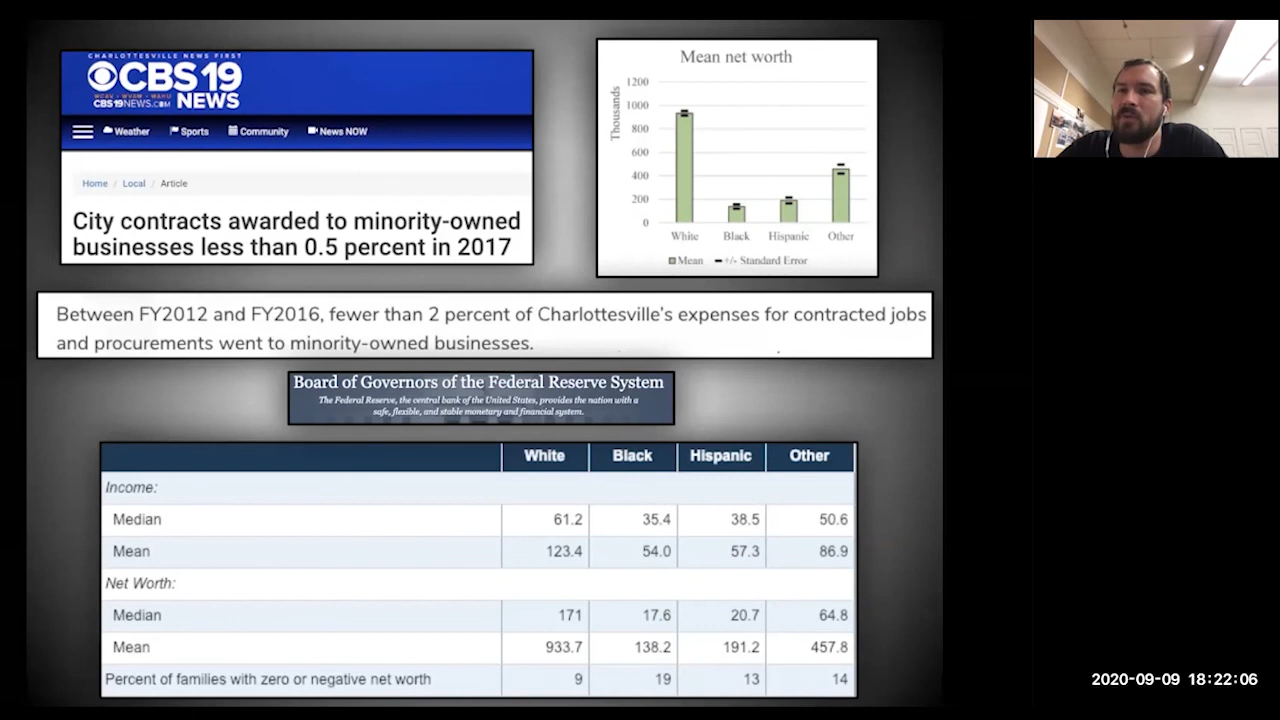 CHARLOTTESVILLE NEWS FIRST
CBS 19
NEWS
WCAV · WVAW · WAHU
CBS19NEWS.COM
Weather Sports Community News NOW
Home / Local / Article
City contracts awarded to minority-owned
businesses less than 0.5 percent in 2017
Mean net worth
Thousands
1200
1000
800
600
400
200
0
White Black Hispanic Other
Mean +/- Standard Error
Between FY2012 and FY2016, fewer than 2 percent of Charlottesville's expenses for contracted jobs
and procurements went to minority-owned businesses.
Board of Governors of the Federal Reserve System
The Federal Reserve, the central bank of the United States, provides the nation with a
safe, flexible, and stable monetary and financial system.
White Black Hispanic Other
Income:
Median 61.2 35.4 38.5 50.6
Mean 123.4 54.0 57.3 86.9
Net Worth:
Median 171 17.6 20.7 64.8
Mean 933.7 138.2 191.2 457.8
Percent of families with zero or negative net worth 9 19 13 14
2020-09-09 18:22:06